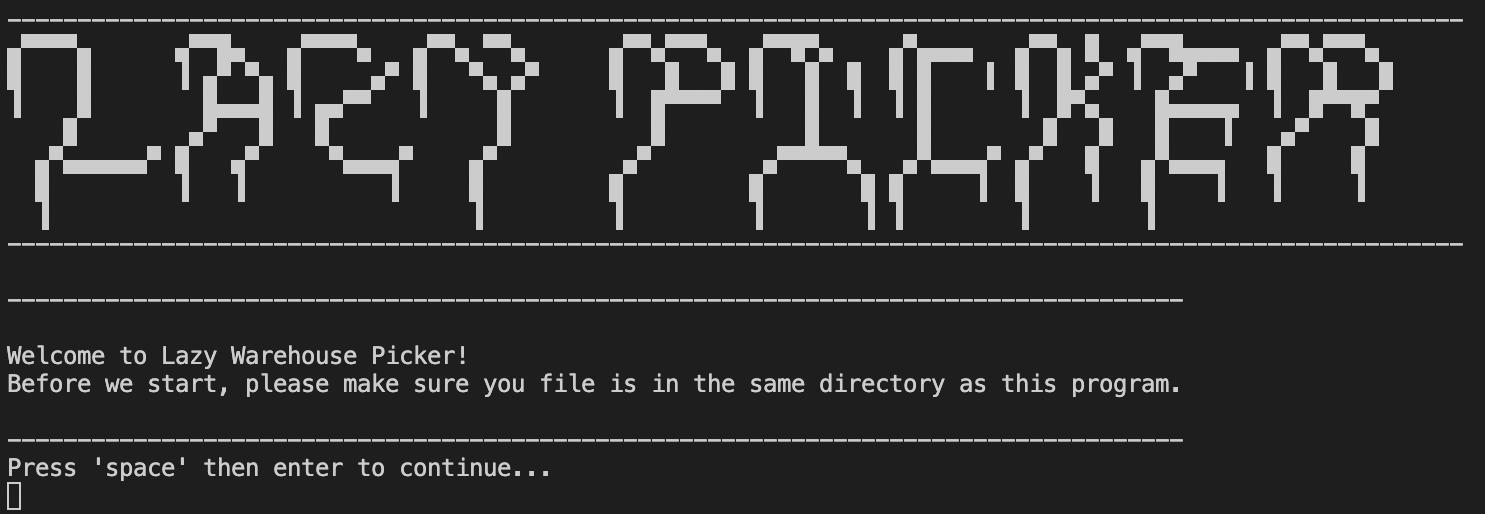 LAZY PICKER
Welcome to Lazy Warehouse Picker!
Before we start, please make sure you file is in the same directory as this program.
Press 'space' then enter to continue...